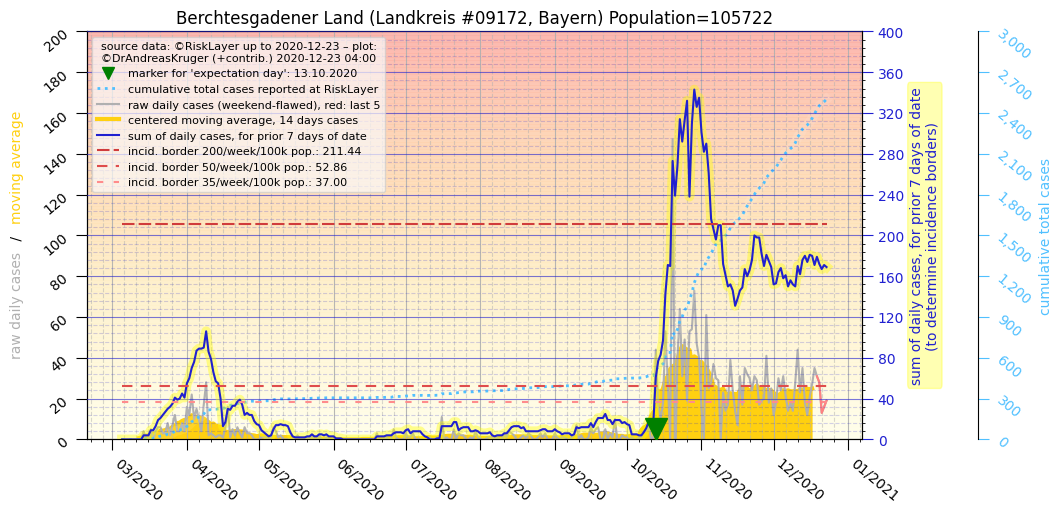 Berchtesgadener Land (Landkreis #09172, Bayern) Population=105722
source data: ©RiskLayer up to 2020-12-23 – plot:
©DrAndreasKruger (+contrib.) 2020-12-23 04:00
marker for 'expectation day': 13.10.2020
cumulative total cases reported at RiskLayer
raw daily cases (weekend-flawed), red: last 5
centered moving average, 14 days cases
sum of daily cases, for prior 7 days of date
incid. border 200/week/100k pop.: 211.44
incid. border 50/week/100k pop.: 52.86
incid. border 35/week/100k pop.: 37.00
raw daily cases / moving average
200
180
160
140
120
100
80
60
40
20
0
03/2020
04/2020
05/2020
06/2020
07/2020
08/2020
09/2020
10/2020
11/2020
12/2020
01/2021
400
360
320
280
240
200
160
120
80
40
0
sum of daily cases, for prior 7 days of date
(to determine incidence borders)
3,000
2,700
2,400
2,100
1,800
1,500
1,200
900
600
300
0
cumulative total cases